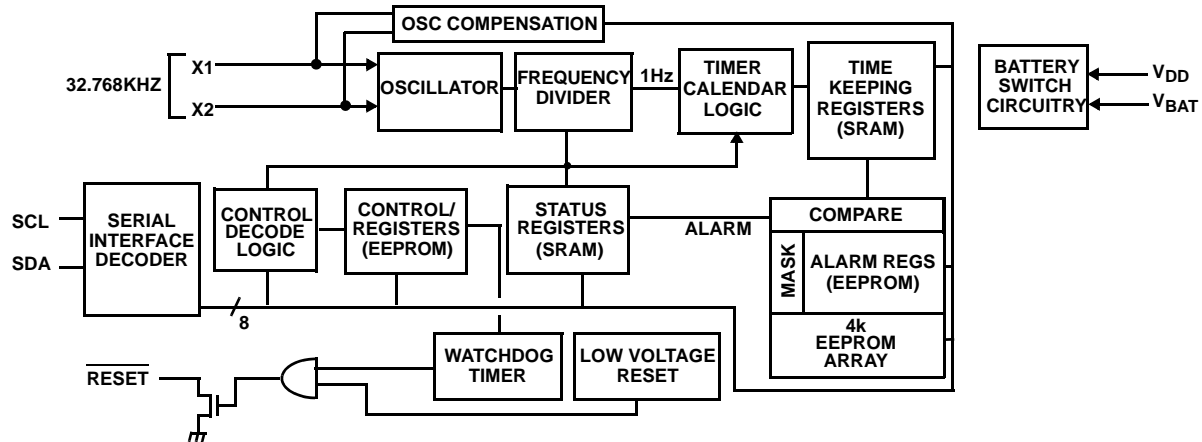 OSC COMPENSATION
32.768KHZ
X1
X2
OSCILLATOR
FREQUENCY
DIVIDER
1Hz
TIMER
CALENDAR
LOGIC
TIME
KEEPING
REGISTERS
(SRAM)
BATTERY
SWITCH
CIRCUITRY
VDD
VBAT
SCL
SDA
SERIAL
INTERFACE
DECODER
CONTROL
DECODE
LOGIC
CONTROL/
REGISTERS
(EEPROM)
STATUS
REGISTERS
(SRAM)
ALARM
COMPARE
MASK
ALARM REGS
(EEPROM)
4k
EEPROM
ARRAY
8
WATCHDOG
TIMER
LOW VOLTAGE
RESET
RESET